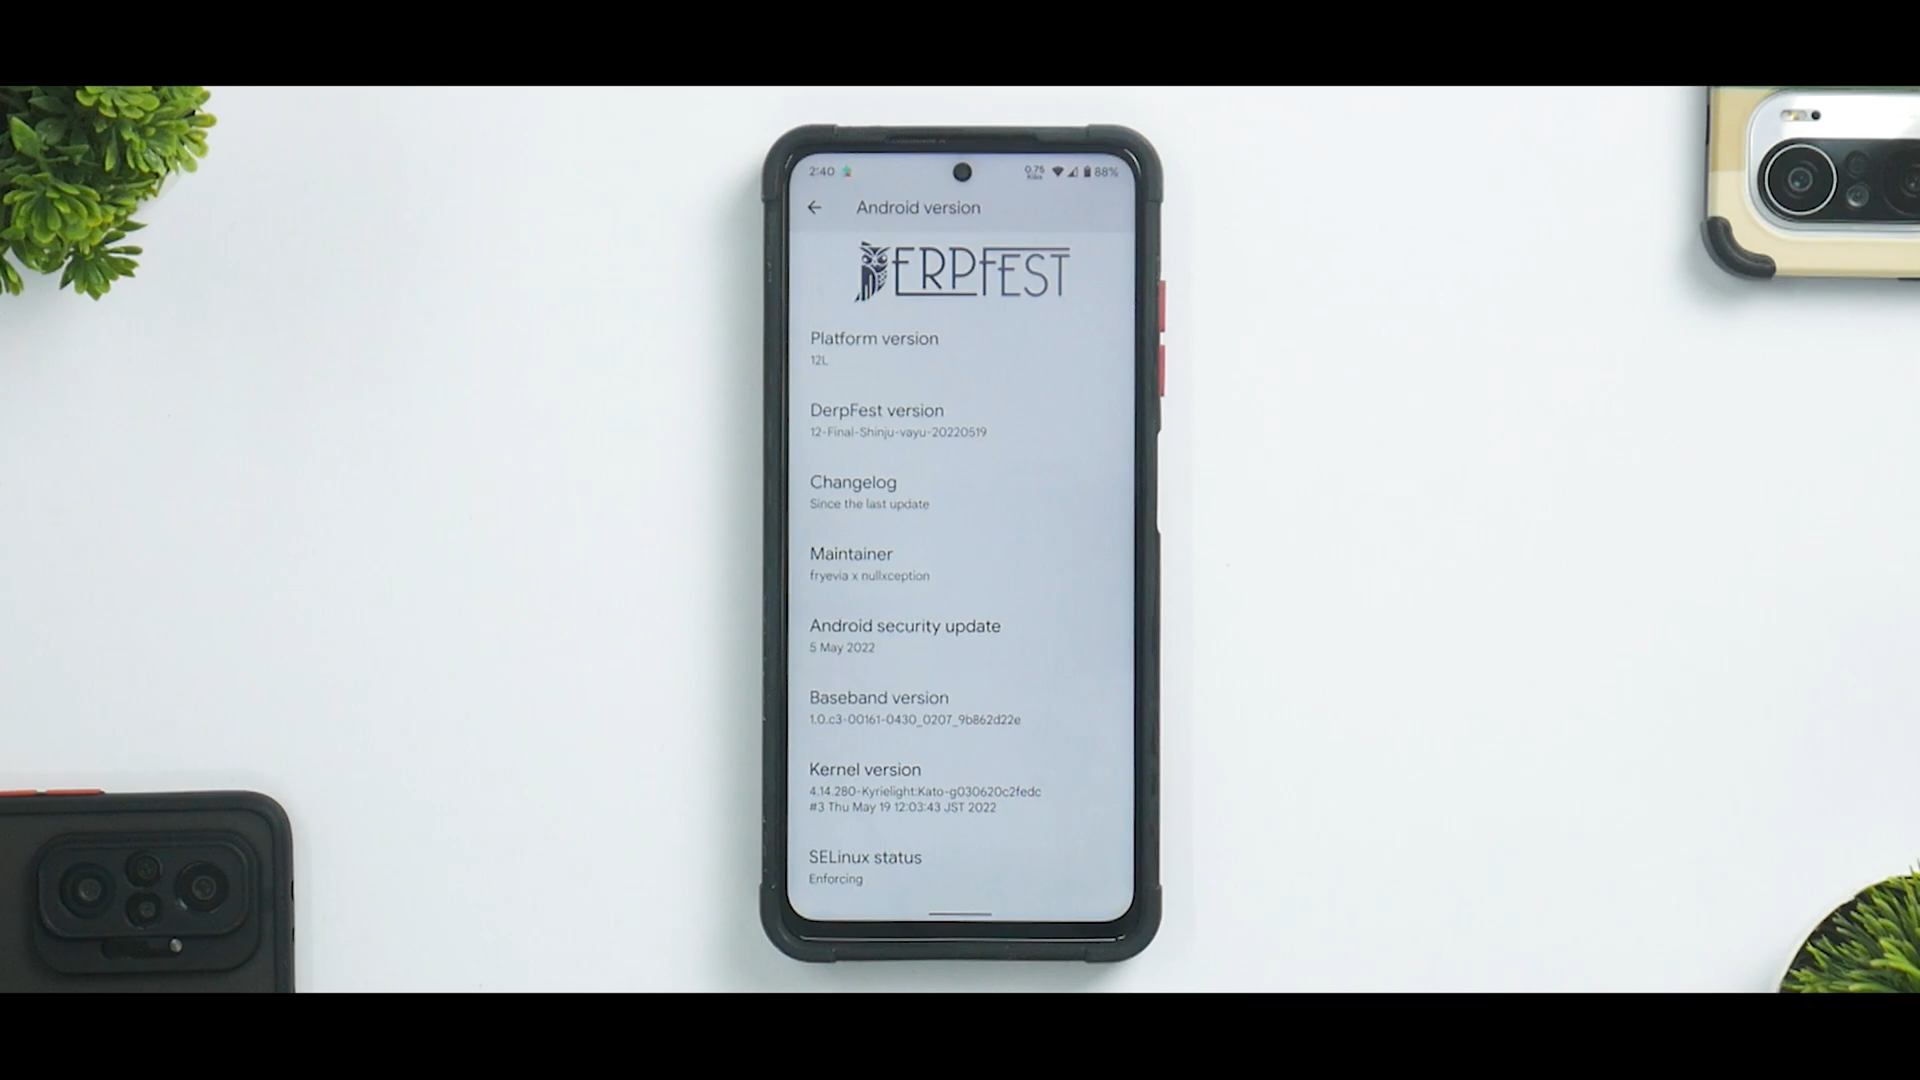 2:40
0.75
88%
Android version
DERPFEST
Platform version
12L
DerpFest version
12-Final-Shinju-vayu-20220519
Changelog
Since the last update
Maintainer
fryevia x nullxception
Android security update
5 May 2022
Baseband version
1.0.c3-00161-0430_0207_9b862d22e
Kernel version
4.14.280-Kyrielight:Kato-g030620c2fedc
#3 Thu May 19 12:03:43 JST 2022
SELinux status
Enforcing